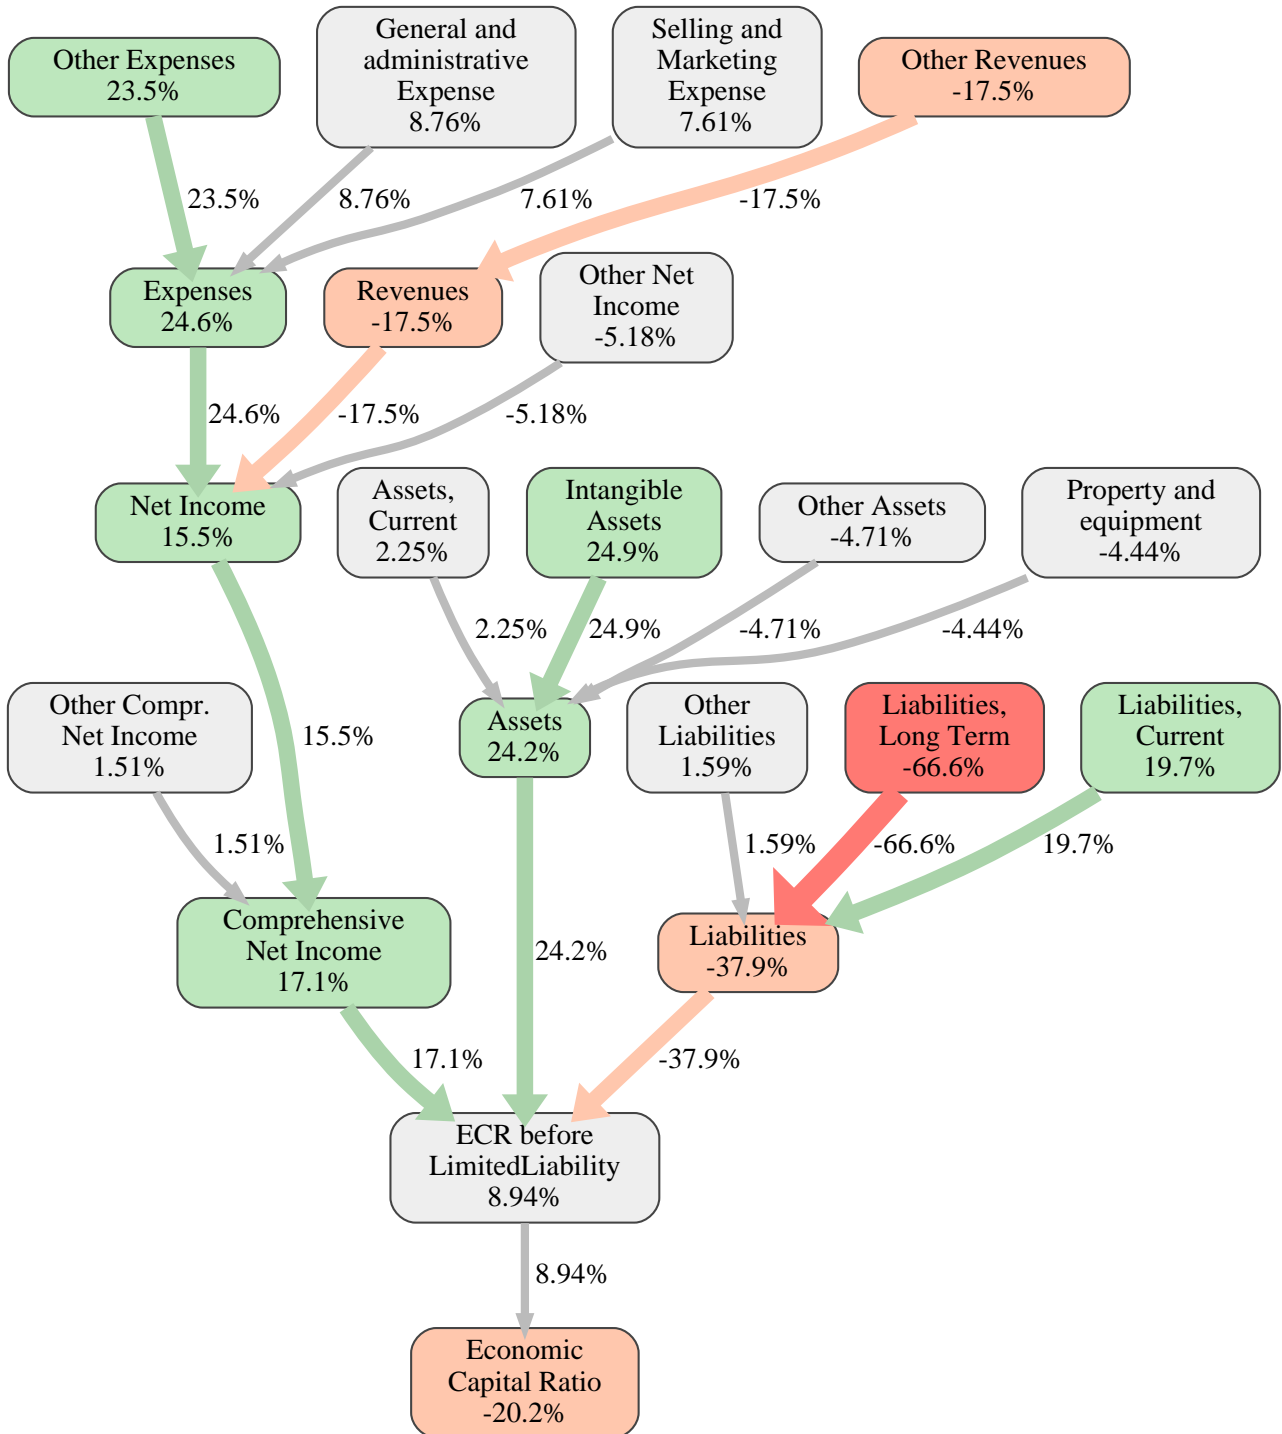 Other Expenses
23.5%
General and
administrative
Expense
8.76%
Selling and
Marketing
Expense
7.61%
Other Revenues
-17.5%
23.5%
8.76%
7.61%
-17.5%
Expenses
24.6%
Revenues
-17.5%
Other Net
Income
-5.18%
24.6%
-17.5%
-5.18%
Net Income
15.5%
Assets,
Current
2.25%
Intangible
Assets
24.9%
Other Assets
-4.71%
Property and
equipment
-4.44%
2.25%
24.9%
-4.71%
-4.44%
Other Compr.
Net Income
1.51%
15.5%
Assets
24.2%
Other
Liabilities
1.59%
Liabilities,
Long Term
-66.6%
Liabilities,
Current
19.7%
1.51%
1.59%
-66.6%
19.7%
Comprehensive
Net Income
17.1%
24.2%
Liabilities
-37.9%
17.1%
-37.9%
ECR before
LimitedLiability
8.94%
8.94%
Economic
Capital Ratio
-20.2%